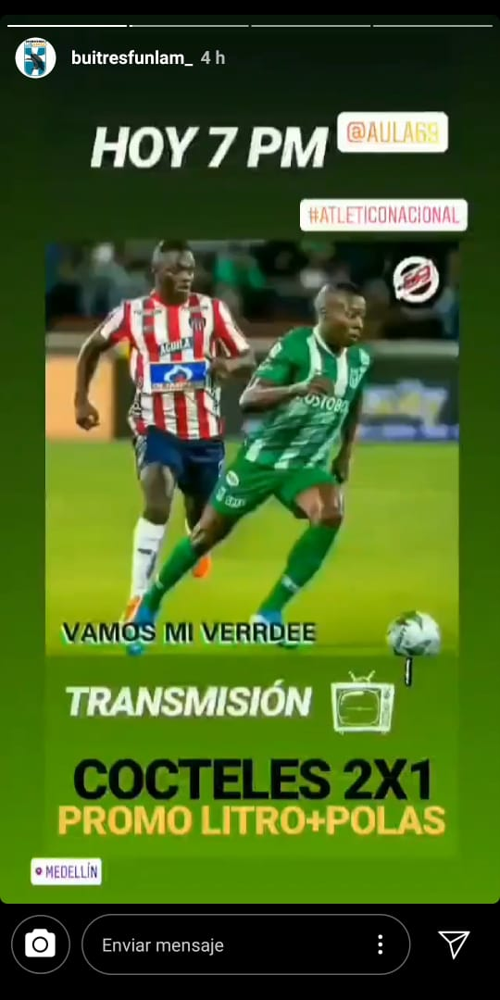 buitresfunlam_ 4 h
HOY 7 PM
@AULA69
#ATLETICONACIONAL
AGUILA
VAMOS MI VERRDEE
TRANSMISIÓN
COCTELES 2X1
PROMO LITRO+POLAS
MEDELLÍN
Enviar mensaje